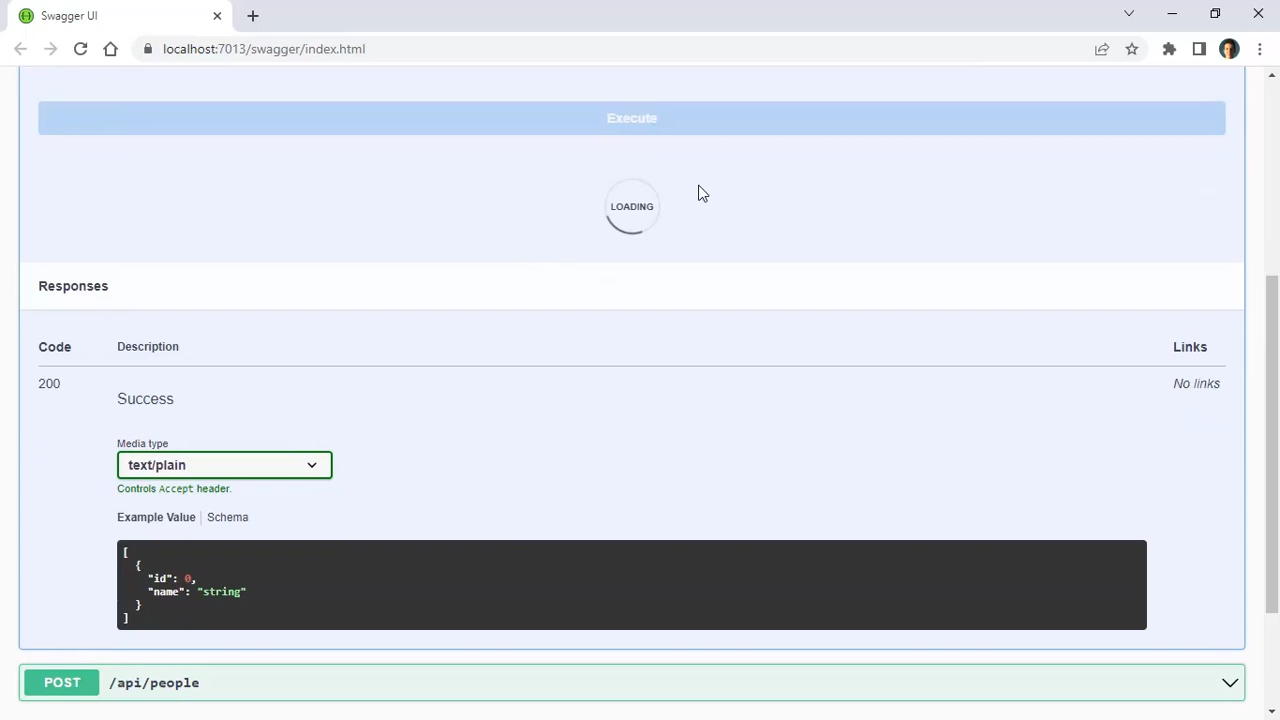 Swagger UI
localhost:7013/swagger/index.html
Execute
LOADING
Responses
Code Description Links
200 Success No links
Media type
text/plain
Controls Accept header.
Example Value Schema
[
{
"id": 0,
"name": "string"
}
]
POST /api/people